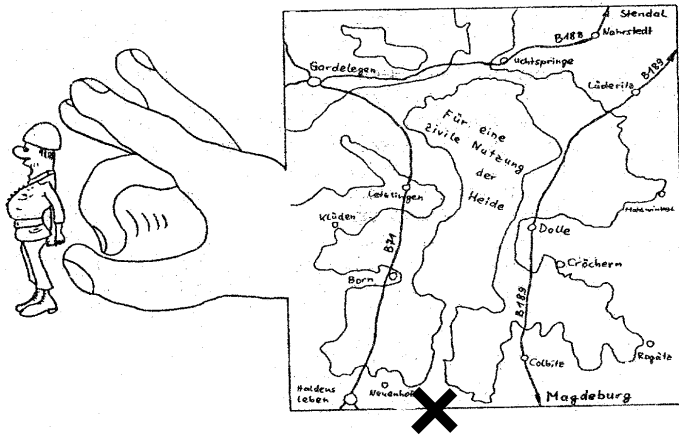 Stendal
B188
Nahrstedt
uchtspringe
B189
Gardelegen
Lüderitz
Für eine
zivile Nutzung
der
Heide
Letzlingen
Klüden
Dolle
B71
Cröchern
Born
B189
Rogätz
Colbitz
Haldens
leben
Magdeburg